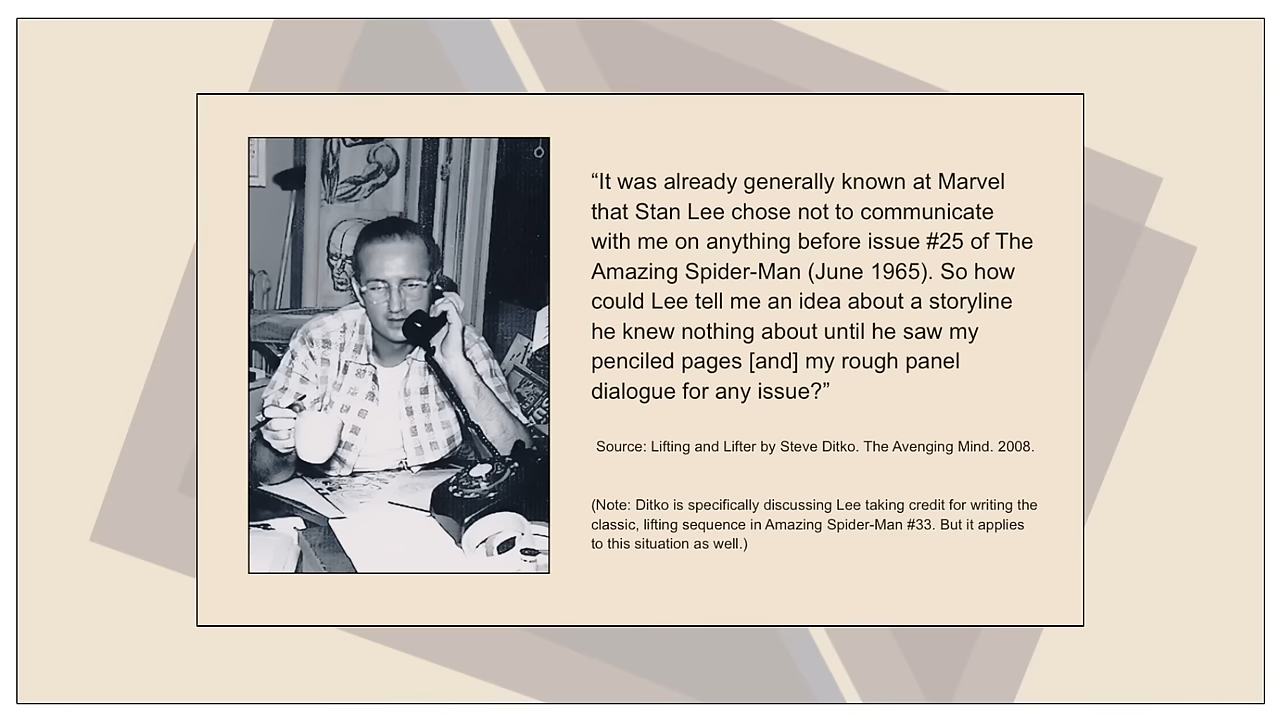 “It was already generally known at Marvel
that Stan Lee chose not to communicate
with me on anything before issue #25 of The
Amazing Spider-Man (June 1965). So how
could Lee tell me an idea about a storyline
he knew nothing about until he saw my
penciled pages [and] my rough panel
dialogue for any issue?”
Source: Lifting and Lifter by Steve Ditko. The Avenging Mind. 2008.
(Note: Ditko is specifically discussing Lee taking credit for writing the
classic, lifting sequence in Amazing Spider-Man #33. But it applies
to this situation as well.)